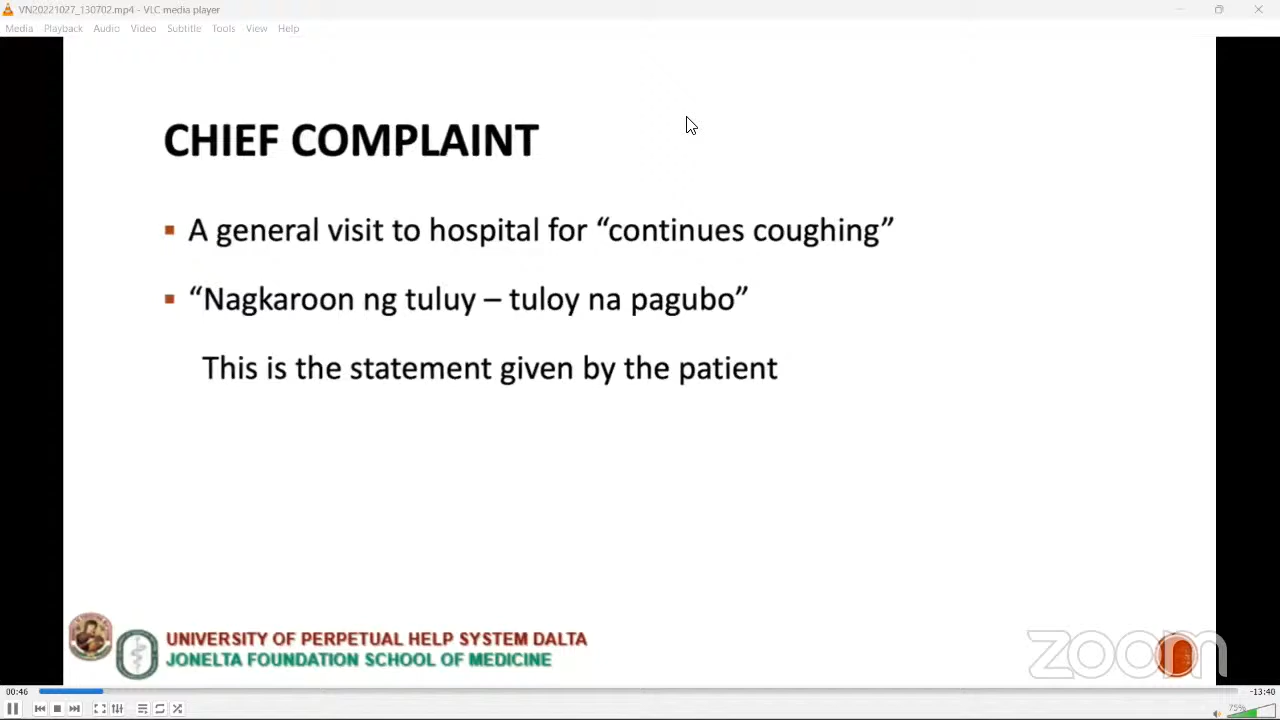 VN20221027_130702.mp4 - VLC media player
Media Playback Audio Video Subtitle Tools View Help
CHIEF COMPLAINT
A general visit to hospital for “continues coughing”
“Nagkaroon ng tuluy – tuloy na pagubo”
This is the statement given by the patient
UNIVERSITY OF PERPETUAL HELP SYSTEM DALTA
JONELTA FOUNDATION SCHOOL OF MEDICINE
zoom
00:46
-13:40
75%